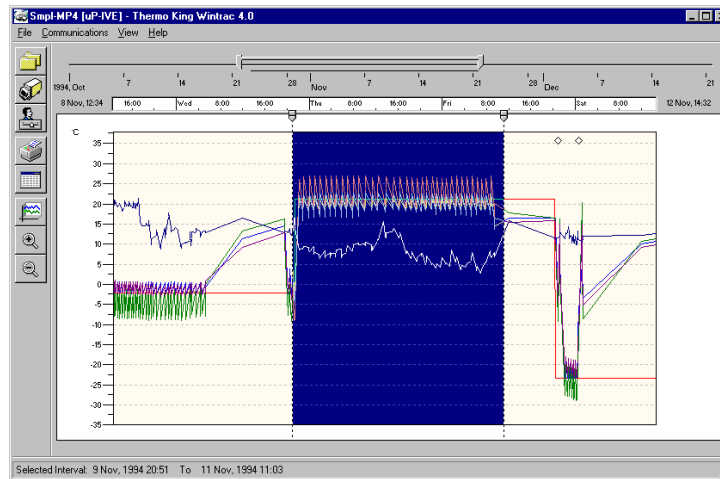 Smpl-MP4 [uP-IVE] - Thermo King Wintrac 4.0
File Communications View Help
1994, Oct 7 14 21 28 Nov 7 14 21 28 Dec 7 14 21
8 Nov, 12:34 16:00 Wed 8:00 16:00 Thu 8:00 16:00 Fri 8:00 Sat 8:00 12 Nov, 14:32
°C
35
30
25
20
15
10
5
0
-5
-10
-15
-20
-25
-30
-35
Selected Interval: 9 Nov, 1994 20:51 To 11 Nov, 1994 11:03